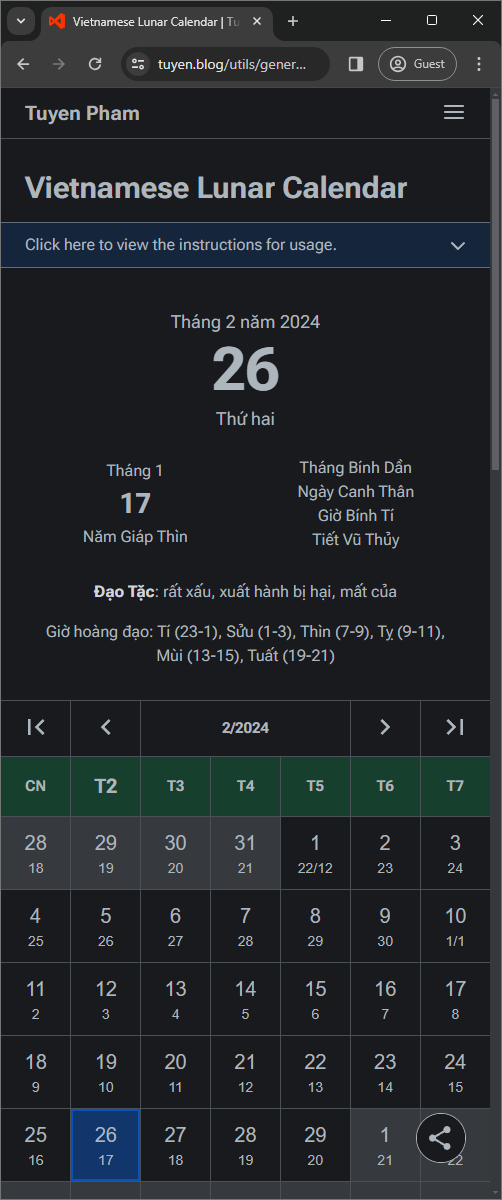 Vietnamese Lunar Calendar | Tu
tuyen.blog/utils/gener...
Guest
Tuyen Pham
Vietnamese Lunar Calendar
Click here to view the instructions for usage.
Tháng 2 năm 2024
26
Thứ hai
Tháng 1
17
Năm Giáp Thìn
Tháng Bính Dần
Ngày Canh Thân
Giờ Bính Tí
Tiết Vũ Thủy
Đạo Tặc: rất xấu, xuất hành bị hại, mất của
Giờ hoàng đạo: Tí (23-1), Sửu (1-3), Thìn (7-9), Tỵ (9-11),
Mùi (13-15), Tuất (19-21)
2/2024
CN T2 T3 T4 T5 T6 T7
28 29 30 31 1 2 3
18 19 20 21 22/12 23 24
4 5 6 7 8 9 10
25 26 27 28 29 30 1/1
11 12 13 14 15 16 17
2 3 4 5 6 7 8
18 19 20 21 22 23 24
9 10 11 12 13 14 15
25 26 27 28 29 1
16 17 18 19 20 21 22